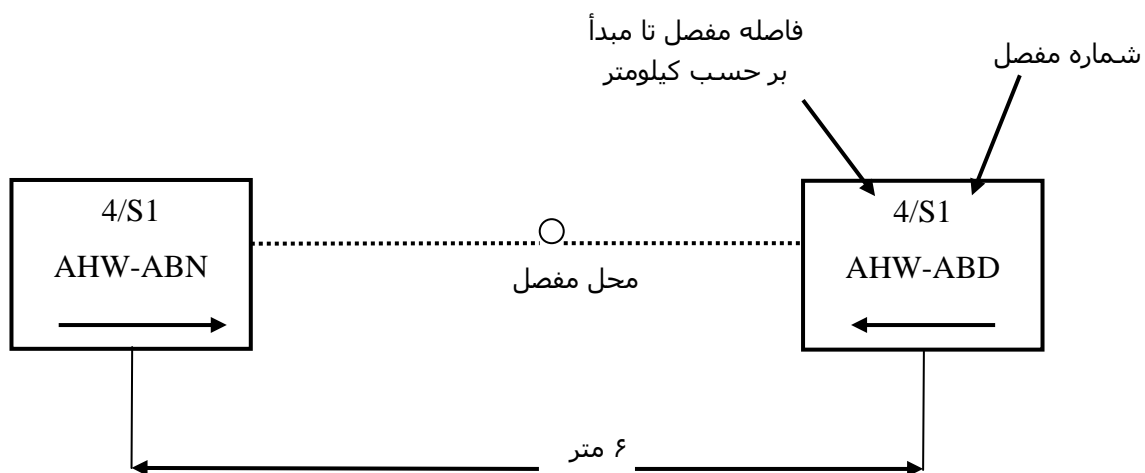 فاصله مفصل تا مبدأ
بر حسب کیلومتر
شماره مفصل
4/S1
AHW-ABN
4/S1
AHW-ABD
محل مفصل
۶ متر